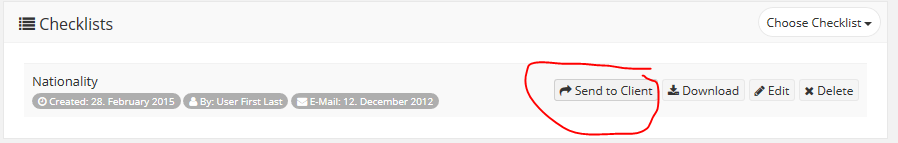 Checklists
Choose Checklist
Nationality
Created: 28. February 2015 By: User First Last E-Mail: 12. December 2012
Send to Client Download Edit Delete